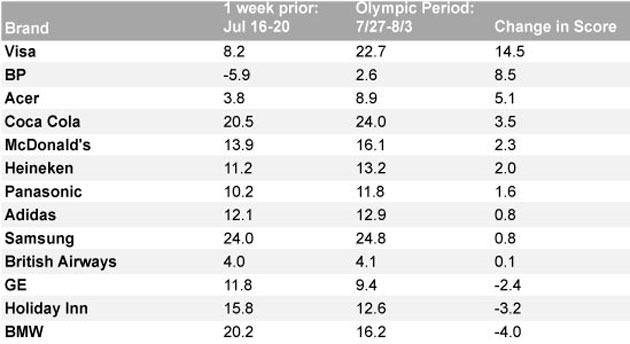 Brand 1 week prior: Jul 16-20 Olympic Period: 7/27-8/3 Change in Score
Visa 8.2 22.7 14.5
BP -5.9 2.6 8.5
Acer 3.8 8.9 5.1
Coca Cola 20.5 24.0 3.5
McDonald's 13.9 16.1 2.3
Heineken 11.2 13.2 2.0
Panasonic 10.2 11.8 1.6
Adidas 12.1 12.9 0.8
Samsung 24.0 24.8 0.8
British Airways 4.0 4.1 0.1
GE 11.8 9.4 -2.4
Holiday Inn 15.8 12.6 -3.2
BMW 20.2 16.2 -4.0